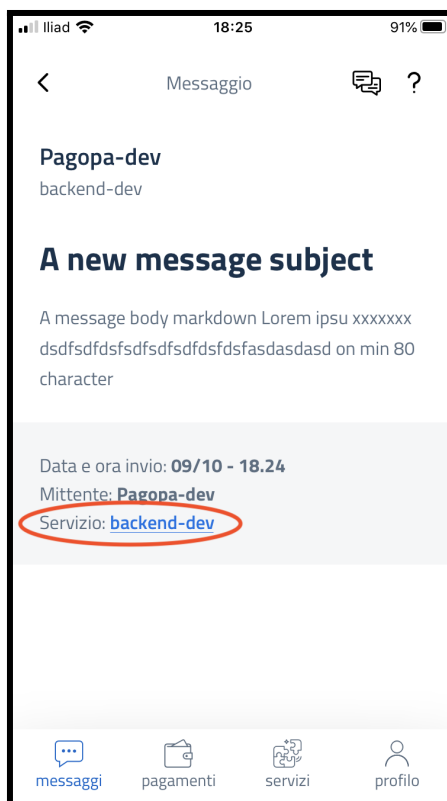 Iliad 18:25 91%
Messaggio ?
Pagopa-dev
backend-dev
A new message subject
A message body markdown Lorem ipsu xxxxxxx
dsdfsdfdsfsdfsdfsdfdsfdsfasdasdasd on min 80
character
Data e ora invio: 09/10 - 18.24
Mittente: Pagopa-dev
Servizio: backend-dev
messaggi pagamenti servizi profilo